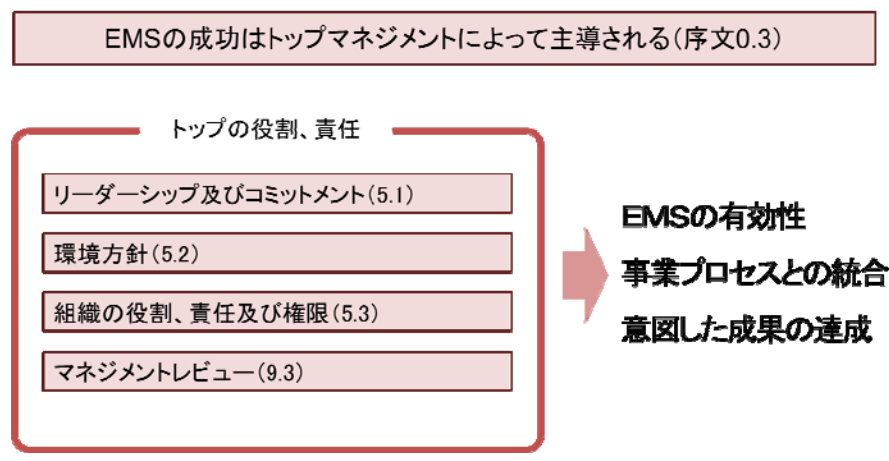 EMSの成功はトップマネジメントによって主導される(序文0.3)
トップの役割、責任
リーダーシップ及びコミットメント(5.1)
環境方針(5.2)
組織の役割、責任及び権限(5.3)
マネジメントレビュー(9.3)
EMSの有効性
事業プロセスとの統合
意図した成果の達成